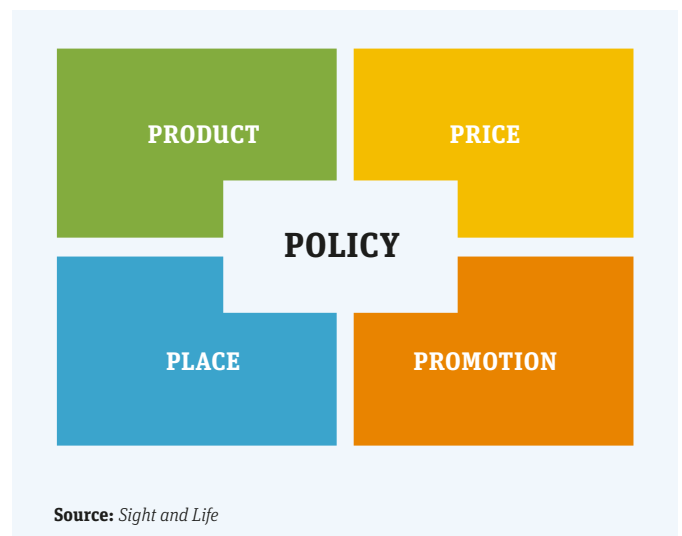 PRODUCT
PRICE
POLICY
PLACE
PROMOTION
Source: Sight and Life